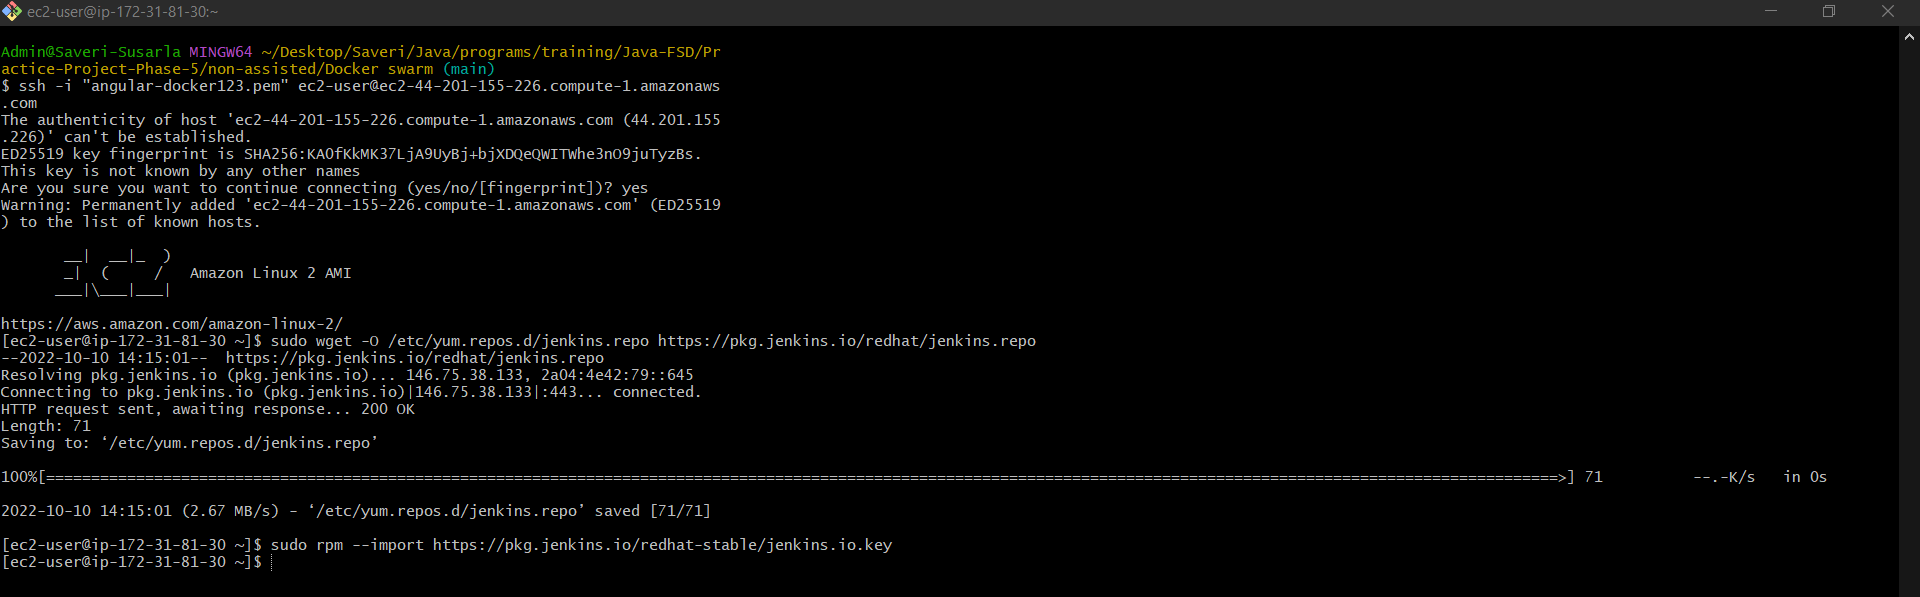 ec2-user@ip-172-31-81-30:~
Admin@Saveri-Susarla MINGW64 ~/Desktop/Saveri/Java/programs/training/Java-FSD/Pr
actice-Project-Phase-5/non-assisted/Docker swarm (main)
$ ssh -i "angular-docker123.pem" ec2-user@ec2-44-201-155-226.compute-1.amazonaws
.com
The authenticity of host 'ec2-44-201-155-226.compute-1.amazonaws.com (44.201.155
.226)' can't be established.
ED25519 key fingerprint is SHA256:KAOfKkMK37LjA9UyBj+bjXDQeQWITWhe3nO9juTyzBs.
This key is not known by any other names
Are you sure you want to continue connecting (yes/no/[fingerprint])? yes
Warning: Permanently added 'ec2-44-201-155-226.compute-1.amazonaws.com' (ED25519
) to the list of known hosts.
       __|  __|_  )
       _|  (     /   Amazon Linux 2 AMI
      ___|\___|___|
https://aws.amazon.com/amazon-linux-2/
[ec2-user@ip-172-31-81-30 ~]$ sudo wget -O /etc/yum.repos.d/jenkins.repo https://pkg.jenkins.io/redhat/jenkins.repo
--2022-10-10 14:15:01--  https://pkg.jenkins.io/redhat/jenkins.repo
Resolving pkg.jenkins.io (pkg.jenkins.io)... 146.75.38.133, 2a04:4e42:79::645
Connecting to pkg.jenkins.io (pkg.jenkins.io)|146.75.38.133|:443... connected.
HTTP request sent, awaiting response... 200 OK
Length: 71
Saving to: ‘/etc/yum.repos.d/jenkins.repo’
100%[======================================================================================================================================================================>] 71          --.-K/s   in 0s
2022-10-10 14:15:01 (2.67 MB/s) - ‘/etc/yum.repos.d/jenkins.repo’ saved [71/71]
[ec2-user@ip-172-31-81-30 ~]$ sudo rpm --import https://pkg.jenkins.io/redhat-stable/jenkins.io.key
[ec2-user@ip-172-31-81-30 ~]$